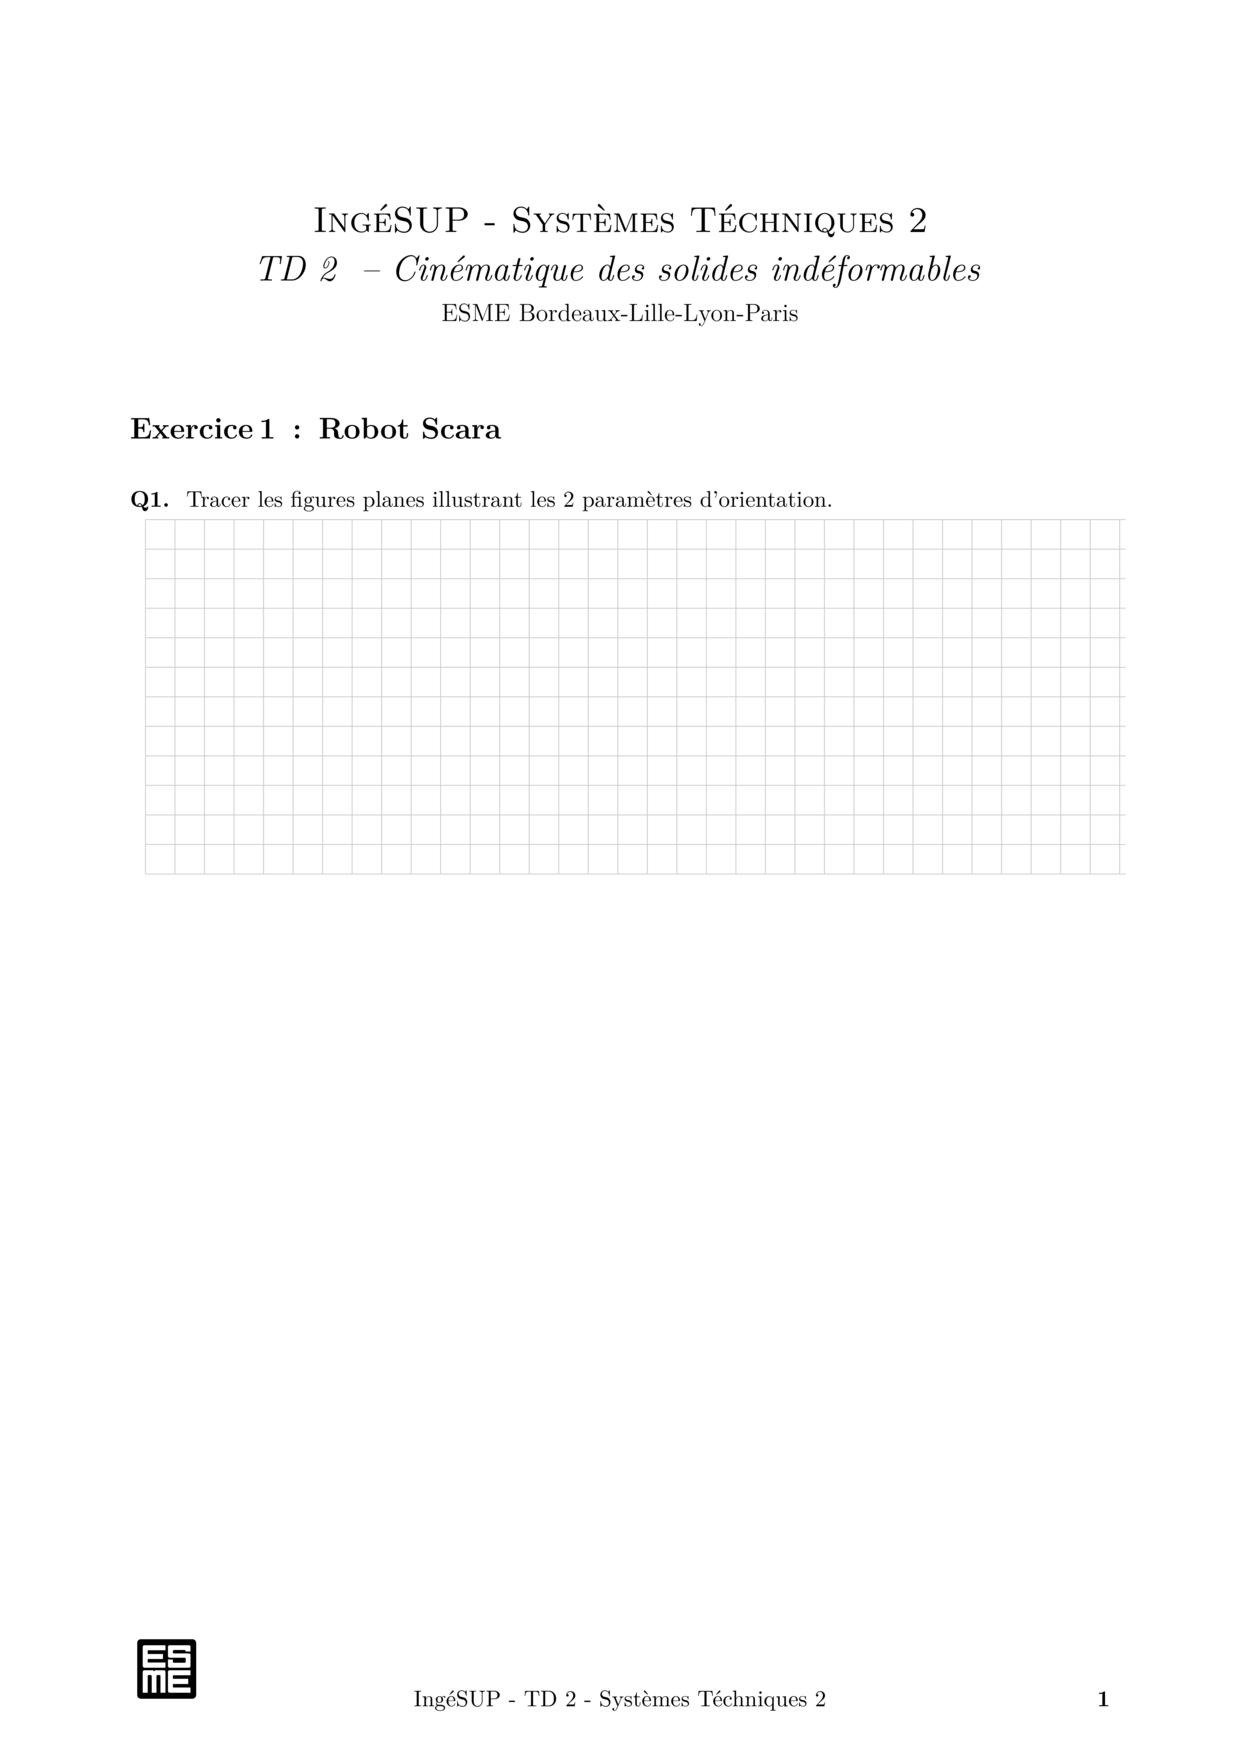 IngéSUP - Systèmes Téchniques 2
TD 2 – Cinématique des solides indéformables
ESME Bordeaux-Lille-Lyon-Paris
Exercice 1 : Robot Scara
Q1. Tracer les figures planes illustrant les 2 paramètres d'orientation.
ES
ME
IngéSUP - TD 2 - Systèmes Téchniques 2 1